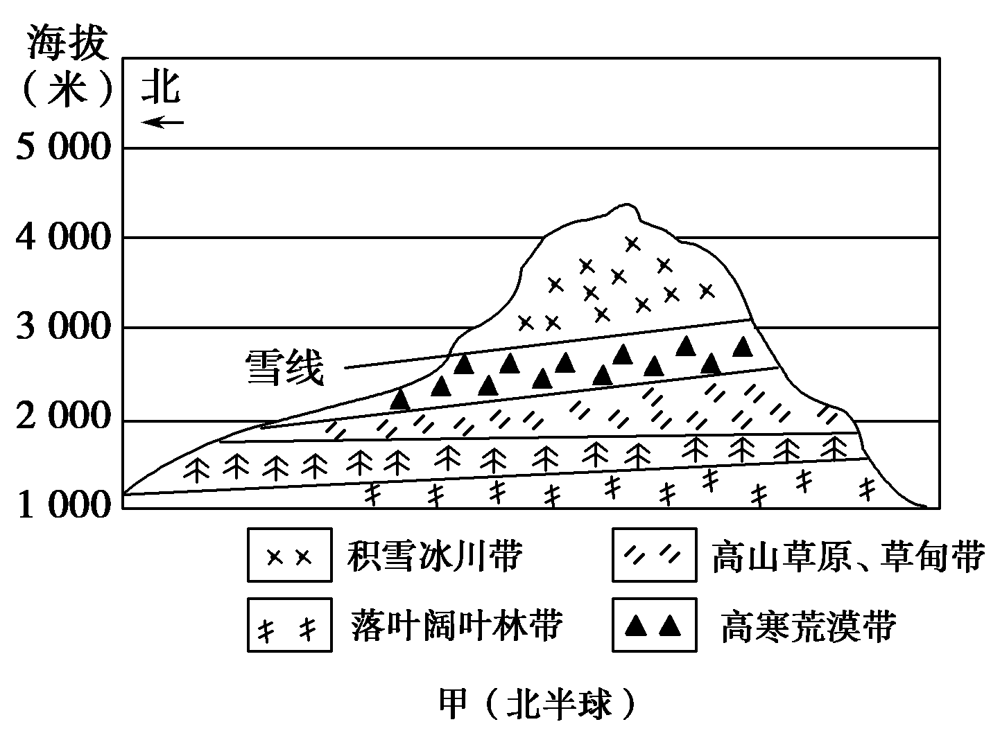 海拔
（米）
北
5 000
4 000
3 000
雪线
2 000
1 000
积雪冰川带
高山草原、草甸带
落叶阔叶林带
高寒荒漠带
甲（北半球）